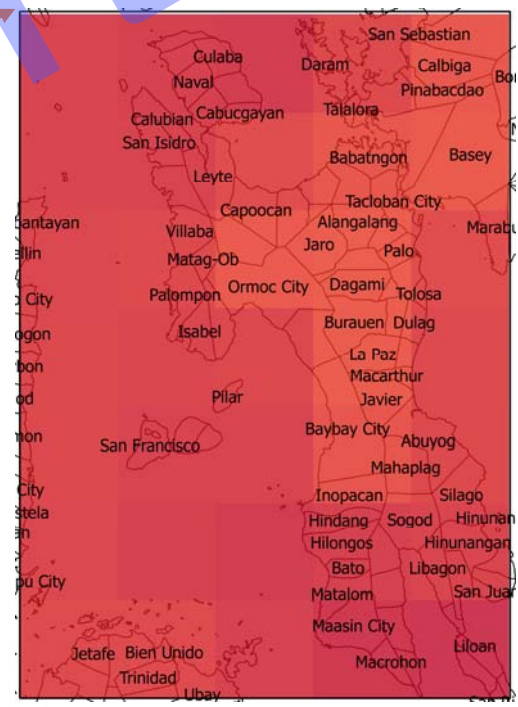 San Sebastian
Culaba
Daram
Calbiga
Naval
Pinabacdao
Talalora
Calubian
Cabucgayan
San Isidro
Babatngon
Basey
Leyte
Tacloban City
Capoocan
Alangalang
Villaba
Jaro
Palo
Matag-Ob
Ormoc City
Dagami
Palompon
Tolosa
Burauen
Dulag
Isabel
La Paz
Macarthur
Pilar
Javier
Baybay City
San Francisco
Abuyog
Mahaplag
City
Inopacan
Silago
Hindang
Sogod
Hilongos
Hinunangan
Bato
Libagon
Matalom
Maasin City
Jetafe
Bien Unido
Liloan
Macrohon
Trinidad
Ubay